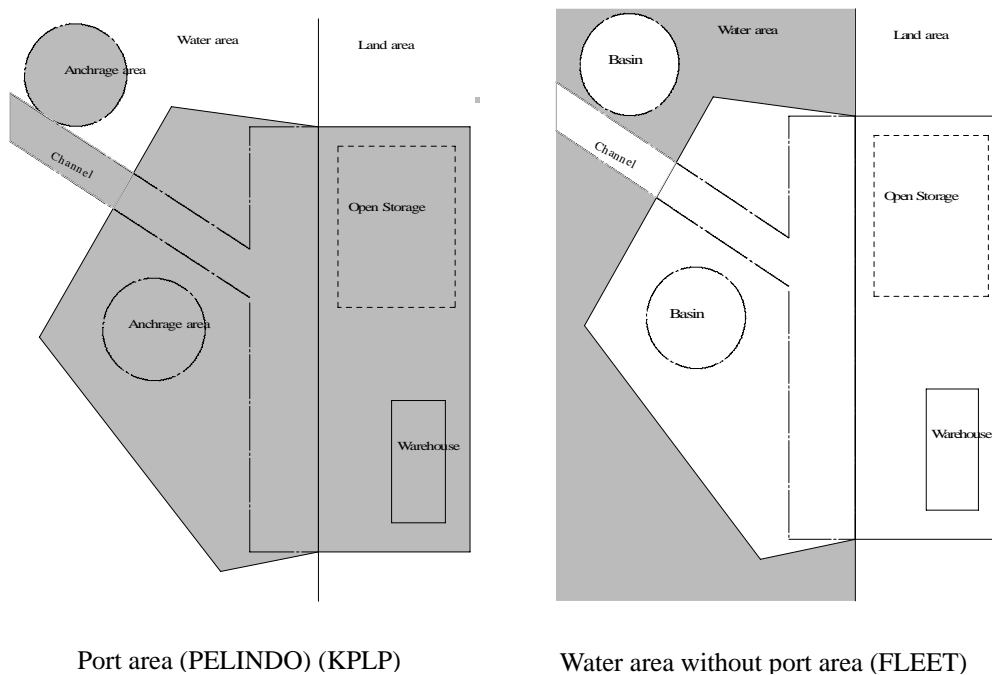 Water area
Land area
Anchrage area
Channel
Open Storage
Anchrage area
Warehouse
Port area (PELINDO) (KPLP)
Water area
Land area
Basin
Channel
Open Storage
Basin
Warehouse
Water area without port area (FLEET)